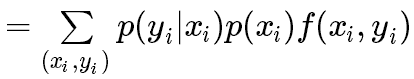 = ∑_{(x_i, y_i)} p(y_i|x_i)p(x_i)f(x_i, y_i)